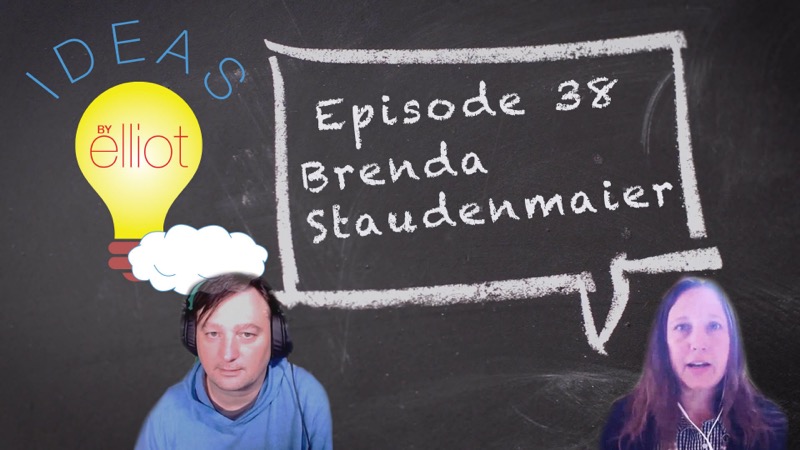 IDEAS
BY
elliot
Episode 38
Brenda
Staudenmaier